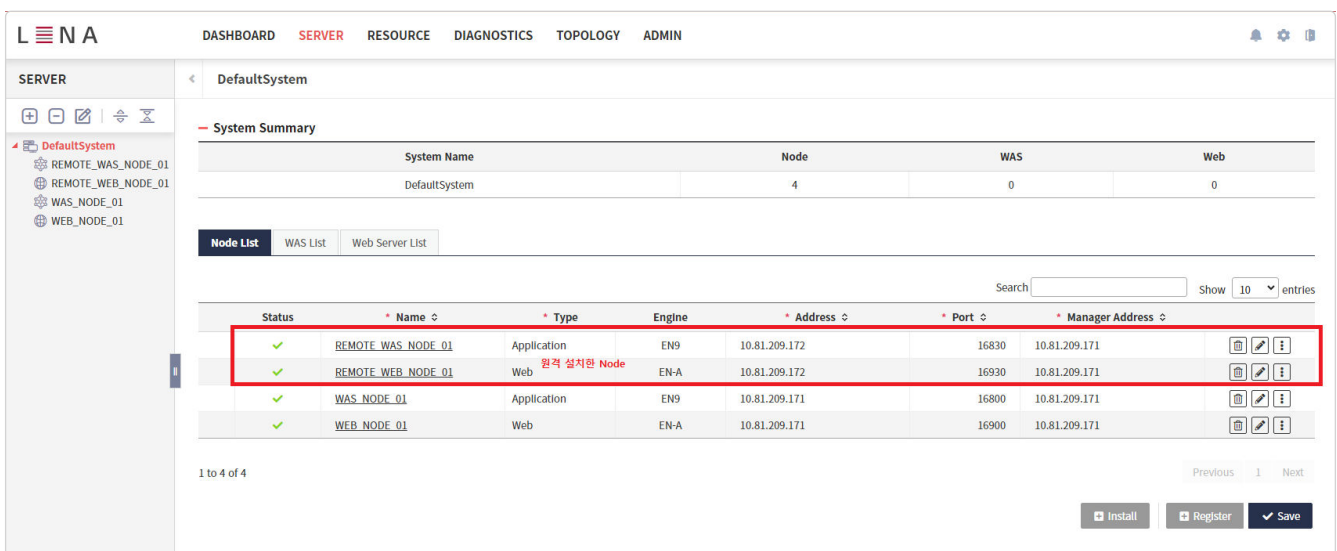 LENA
DASHBOARD SERVER RESOURCE DIAGNOSTICS TOPOLOGY ADMIN
SERVER
DefaultSystem
DefaultSystem
REMOTE_WAS_NODE_01
REMOTE_WEB_NODE_01
WAS_NODE_01
WEB_NODE_01
System Summary
System Name Node WAS Web
DefaultSystem 4 0 0
Node List WAS List Web Server List
Search Show 10 entries
Status * Name * Type Engine * Address * Port * Manager Address
REMOTE_WAS_NODE_01 Application EN9 10.81.209.172 16830 10.81.209.171
원격 설치한 Node
REMOTE_WEB_NODE_01 Web EN-A 10.81.209.172 16930 10.81.209.171
WAS_NODE_01 Application EN9 10.81.209.171 16800 10.81.209.171
WEB_NODE_01 Web EN-A 10.81.209.171 16900 10.81.209.171
1 to 4 of 4
Previous 1 Next
Install Register Save